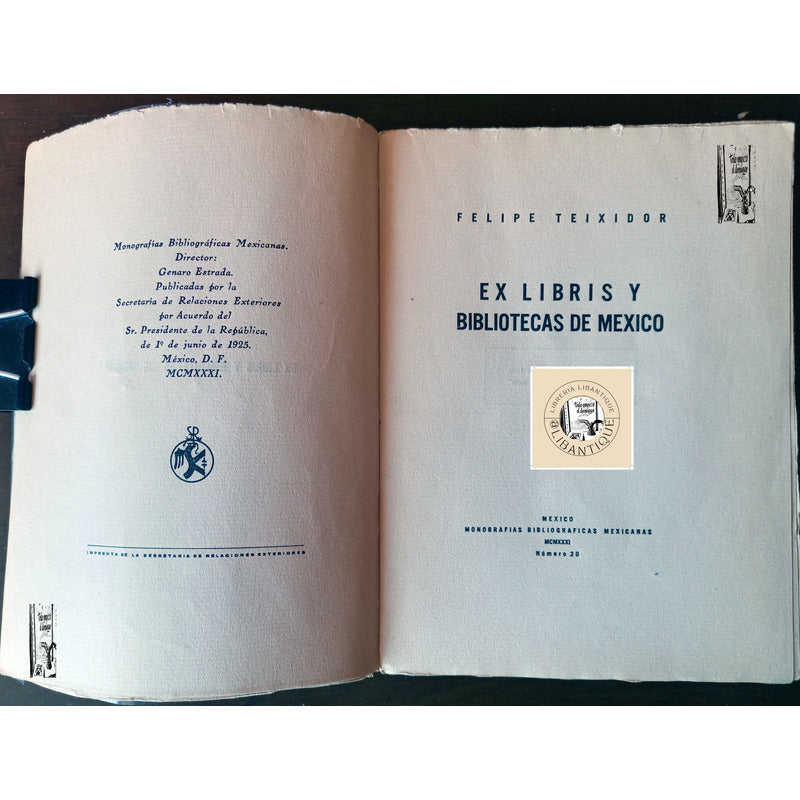 Monografías Bibliográficas Mexicanas.
Director:
Genaro Estrada.
Publicadas por la
Secretaría de Relaciones Exteriores
por Acuerdo del
Sr. Presidente de la República,
de 1º de junio de 1925.
México, D. F.
MCMXXXI.
IMPRENTA DE LA SECRETARIA DE RELACIONES EXTERIORES
FELIPE TEIXIDOR
EX LIBRIS Y
BIBLIOTECAS DE MEXICO
LIBRERIA LIBANTIQUE
LIBANTIQUE
MEXICO
MONOGRAFIAS BIBLIOGRAFICAS MEXICANAS
MCMXXXI
Número 30